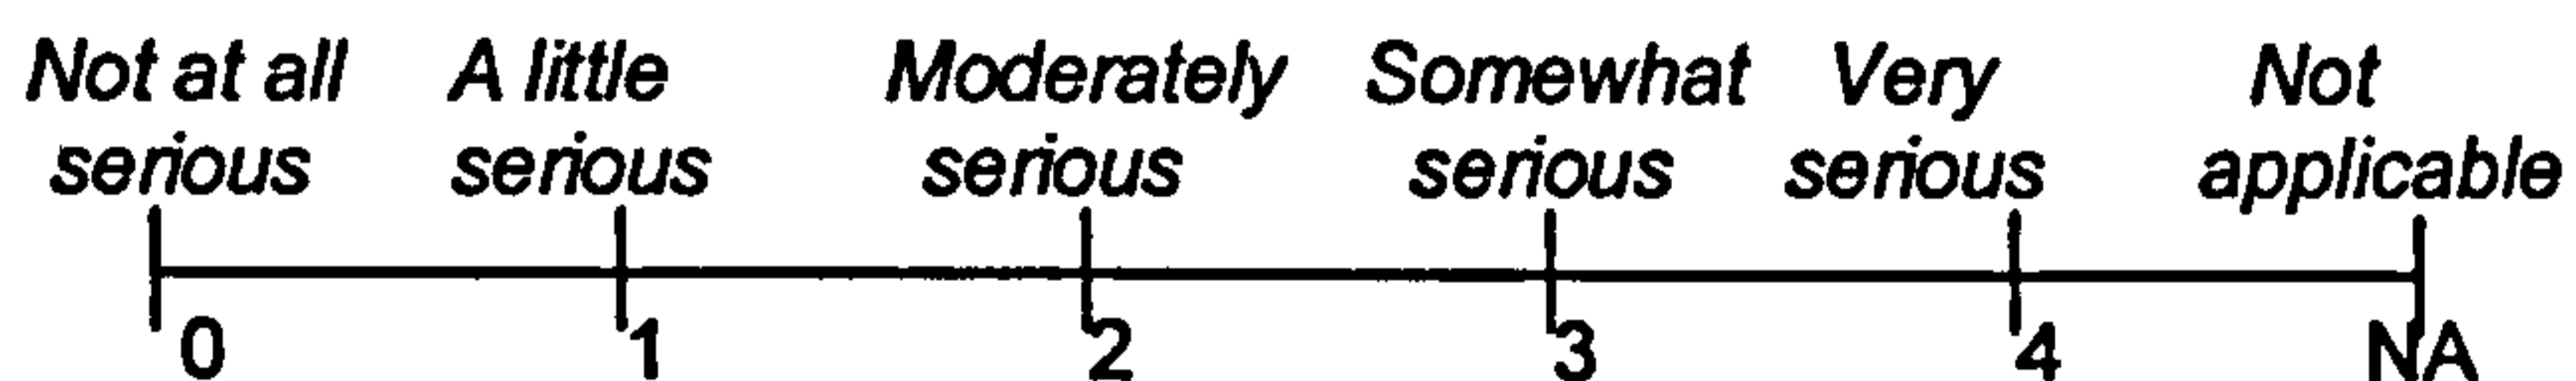 Not at all A little Moderately Somewhat Very Not
serious serious serious serious serious applicable
0 1 2 3 4 NA